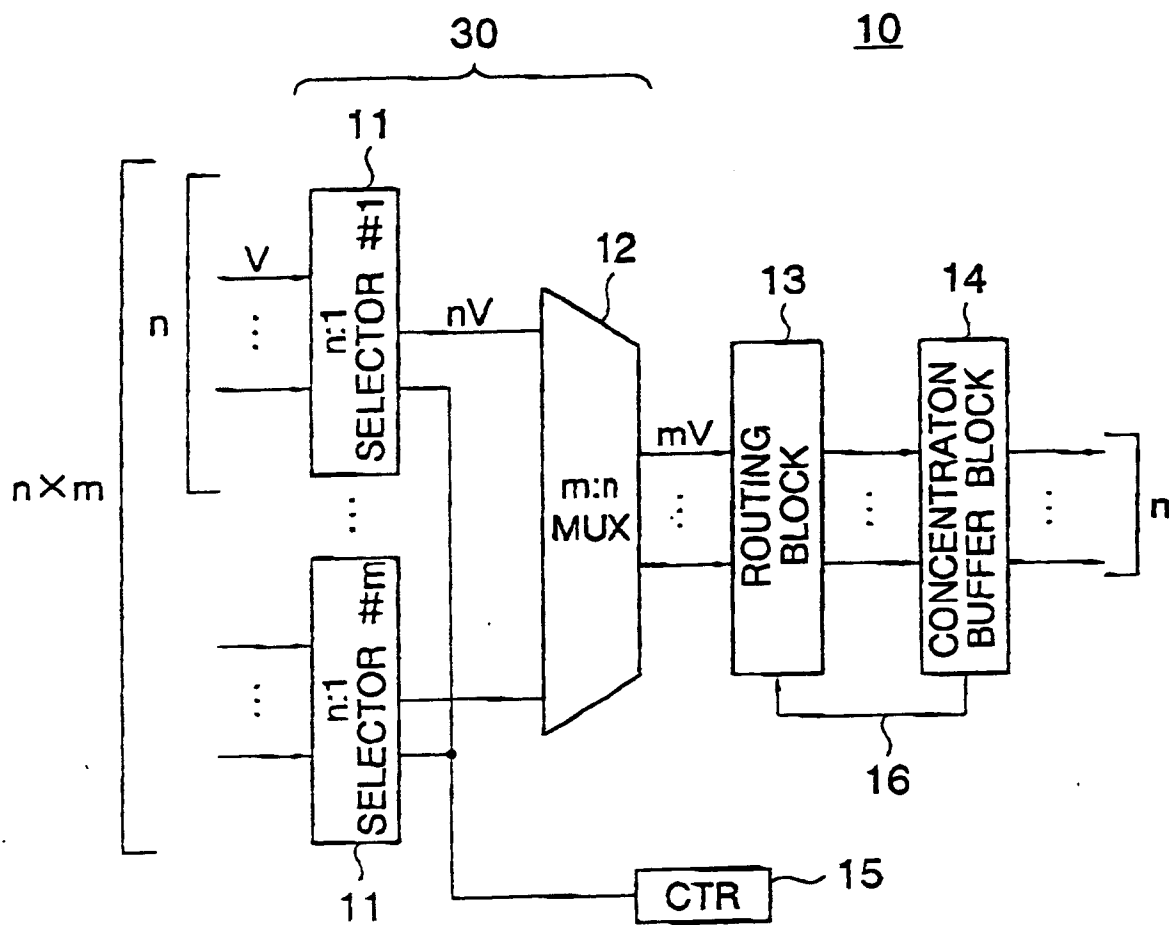 30
10
11
n×m
n
V
...
n:1
SELECTOR #1
nV
12
13
14
...
m:n
MUX
mV
...
ROUTING
BLOCK
...
CONCENTRATON
BUFFER BLOCK
...
n
...
n:1
SELECTOR #m
16
11
CTR
15